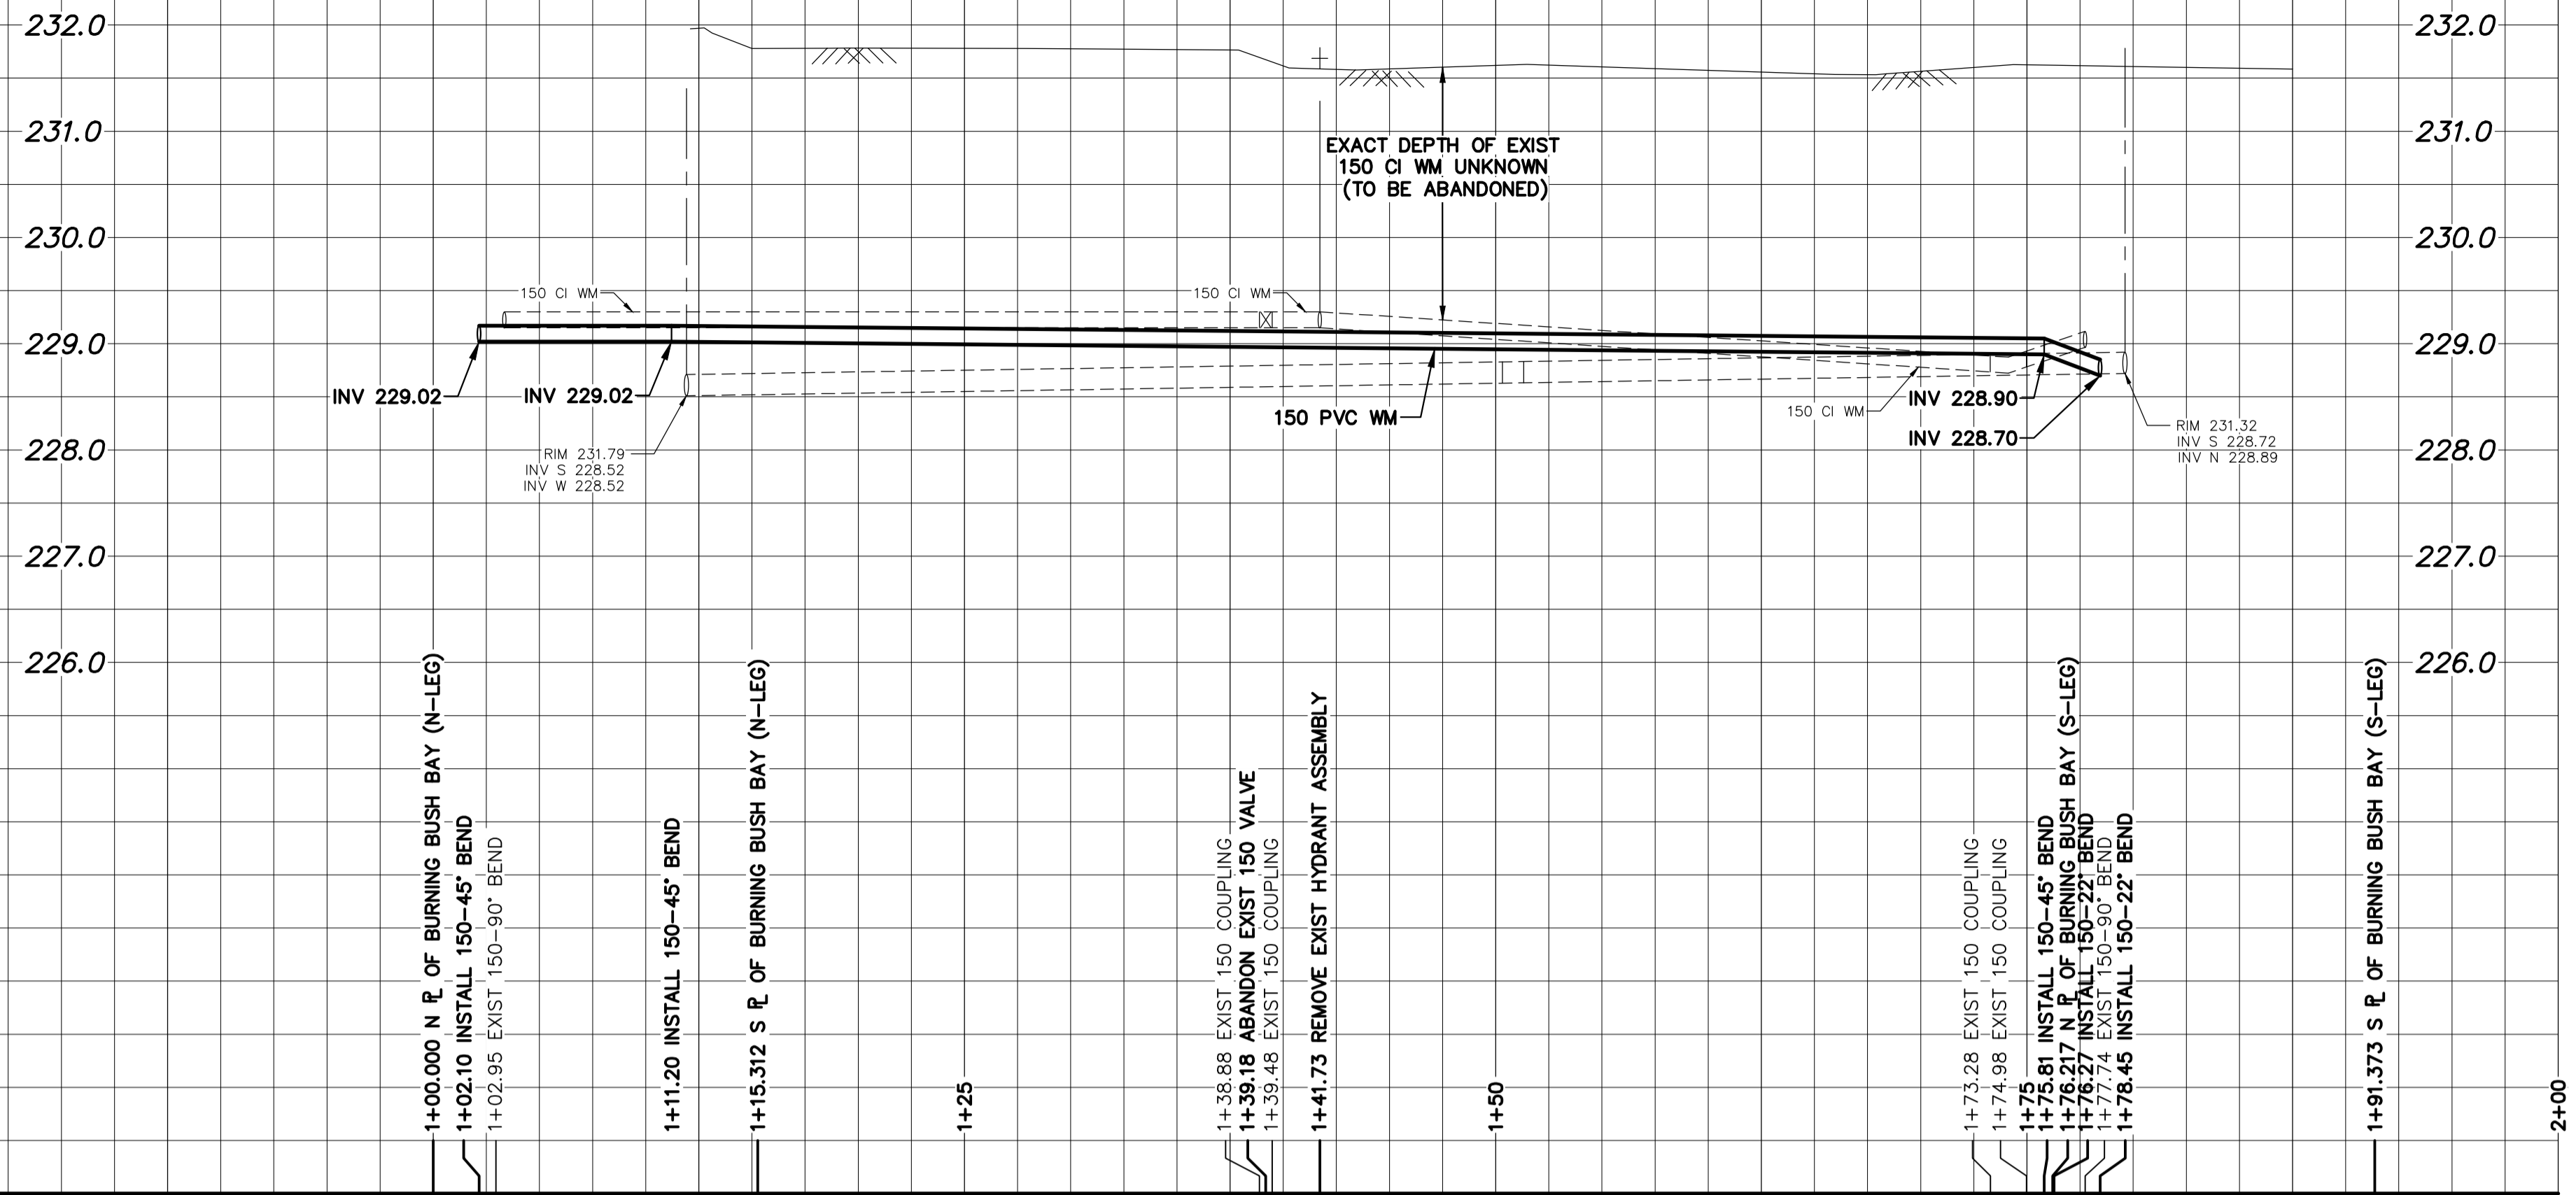 232.0
232.0
231.0
231.0
EXACT DEPTH OF EXIST
150 CI WM UNKNOWN
(TO BE ABANDONED)
230.0
230.0
150 CI WM
150 CI WM
229.0
229.0
INV 229.02
INV 229.02
150 PVC WM
150 CI WM
INV 228.90
INV 228.70
RIM 231.32
INV S 228.72
INV N 228.89
228.0
228.0
RIM 231.79
INV S 228.52
INV W 228.52
227.0
227.0
226.0
226.0
1+00.000 N PL OF BURNING BUSH BAY (N-LEG)
1+02.10 INSTALL 150-45° BEND
1+02.95 EXIST 150-90° BEND
1+11.20 INSTALL 150-45° BEND
1+15.312 S PL OF BURNING BUSH BAY (N-LEG)
1+25
1+38.88 EXIST 150 COUPLING
1+39.18 ABANDON EXIST 150 VALVE
1+39.48 EXIST 150 COUPLING
1+41.73 REMOVE EXIST HYDRANT ASSEMBLY
1+50
1+73.28 EXIST 150 COUPLING
1+74.98 EXIST 150 COUPLING
1+75
1+75.81 INSTALL 150-45° BEND
1+76.217 N PL OF BURNING BUSH BAY (S-LEG)
1+76.27 INSTALL 150-22° BEND
1+77.74 EXIST 150-90° BEND
1+78.45 INSTALL 150-22° BEND
1+91.373 S PL OF BURNING BUSH BAY (S-LEG)
2+00